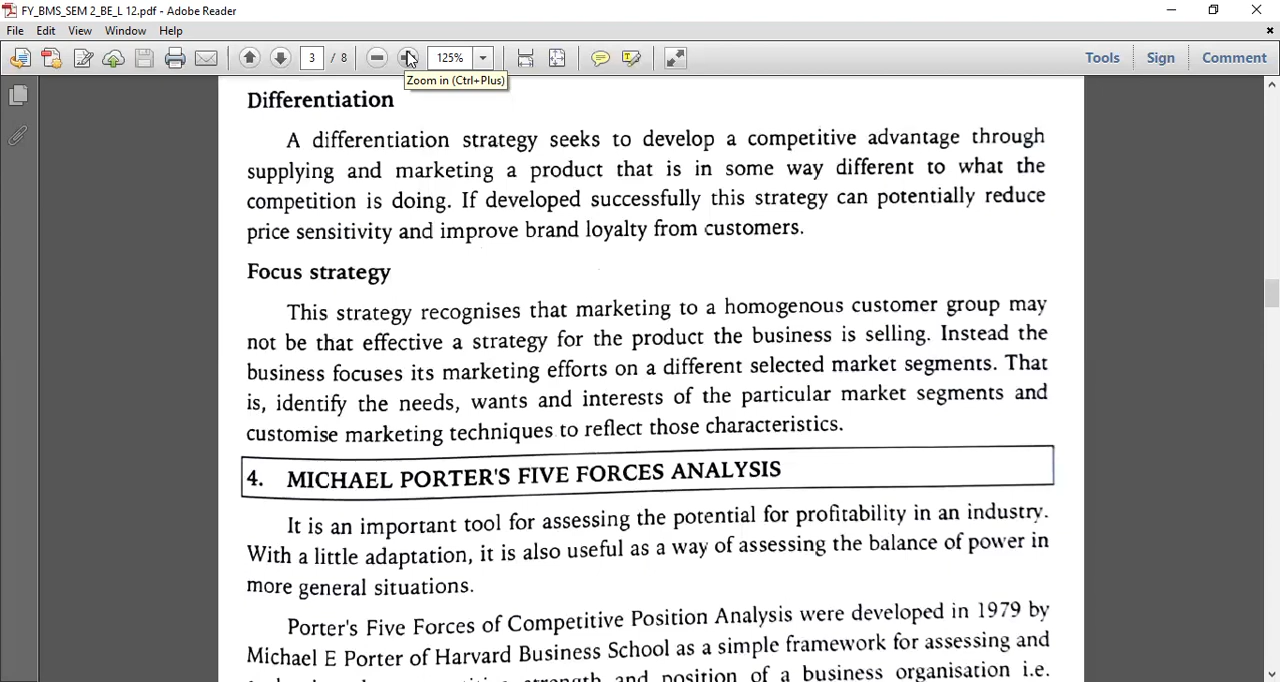 FY_BMS_SEM 2_BE_L 12.pdf - Adobe Reader
File Edit View Window Help
3 / 8 125% Tools Sign Comment
Zoom in (Ctrl+Plus)
Differentiation
A differentiation strategy seeks to develop a competitive advantage through
supplying and marketing a product that is in some way different to what the
competition is doing. If developed successfully this strategy can potentially reduce
price sensitivity and improve brand loyalty from customers.
Focus strategy
This strategy recognises that marketing to a homogenous customer group may
not be that effective a strategy for the product the business is selling. Instead the
business focuses its marketing efforts on a different selected market segments. That
is, identify the needs, wants and interests of the particular market segments and
customise marketing techniques to reflect those characteristics.
4. MICHAEL PORTER'S FIVE FORCES ANALYSIS
It is an important tool for assessing the potential for profitability in an industry.
With a little adaptation, it is also useful as a way of assessing the balance of power in
more general situations.
Porter's Five Forces of Competitive Position Analysis were developed in 1979 by
Michael E Porter of Harvard Business School as a simple framework for assessing and
strength and position of a business organisation i.e.